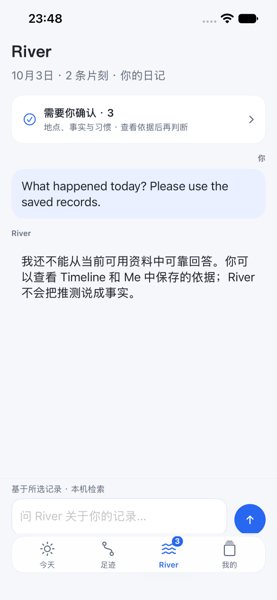 23:48
River
10月3日 · 2 条片刻 · 你的日记
需要你确认 · 3
地点、事实与习惯 · 查看依据后再判断
你
What happened today? Please use the
saved records.
River
我还不能从当前可用资料中可靠回答。你可
以查看 Timeline 和 Me 中保存的依据；River
不会把推测说成事实。
基于所选记录 · 本机检索
问 River 关于你的记录...
3
今天
足迹
River
我的